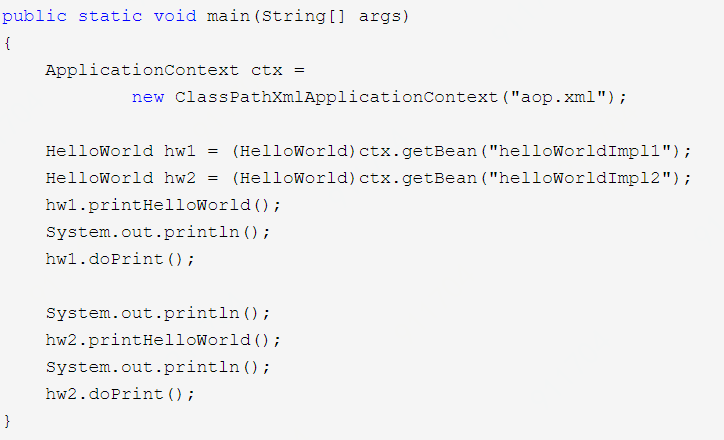 public static void main(String[] args)
{
    ApplicationContext ctx =
            new ClassPathXmlApplicationContext("aop.xml");

    HelloWorld hw1 = (HelloWorld)ctx.getBean("helloWorldImpl1");
    HelloWorld hw2 = (HelloWorld)ctx.getBean("helloWorldImpl2");
    hw1.printHelloWorld();
    System.out.println();
    hw1.doPrint();

    System.out.println();
    hw2.printHelloWorld();
    System.out.println();
    hw2.doPrint();
}